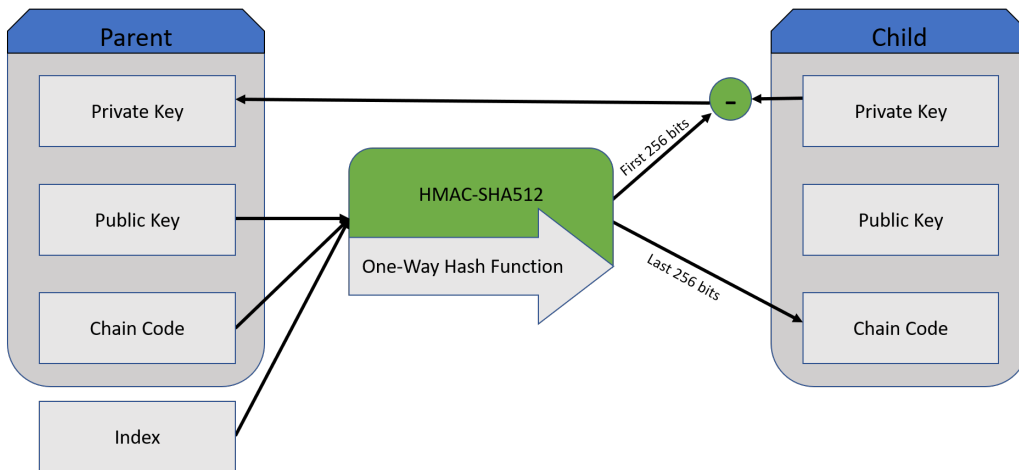 Parent
Child
Private Key
-
Private Key
First 256 bits
HMAC-SHA512
Public Key
Public Key
One-Way Hash Function
Last 256 bits
Chain Code
Chain Code
Index